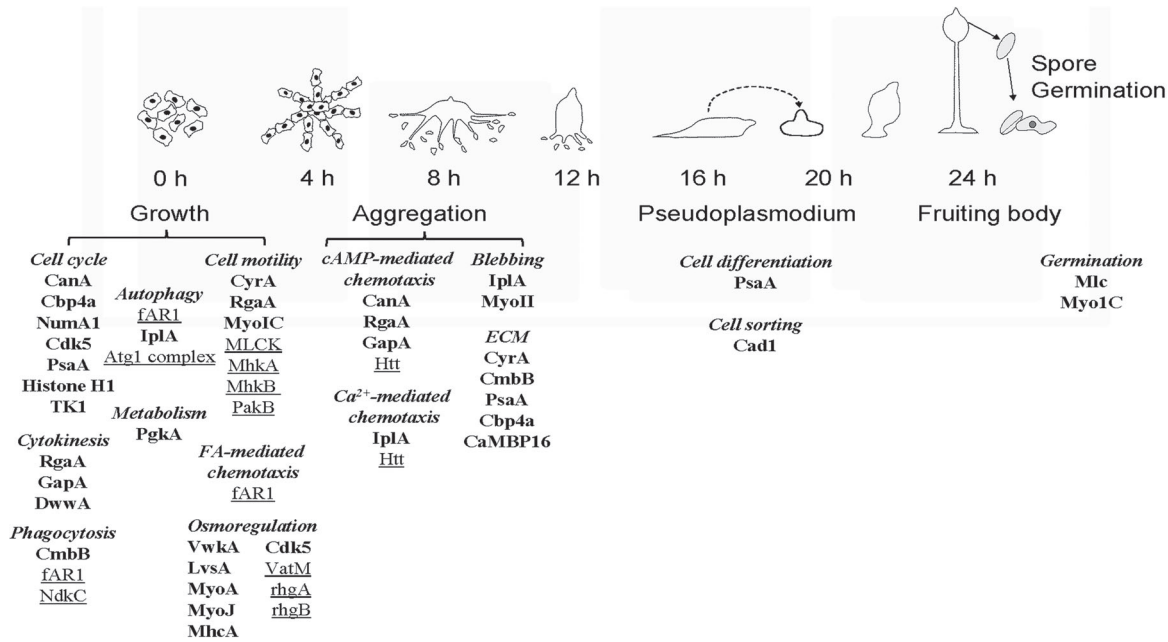 Spore
Germination
0 h
4 h
8 h
12 h
16 h
20 h
24 h
Growth
Aggregation
Pseudoplasmodium
Fruiting body
Cell cycle
CanA
Cbp4a
NumA1
Cdk5
PsaA
Histone H1
TK1
Cytokinesis
RgaA
GapA
DwwA
Phagocytosis
CmbB
fAR1
NdkC
Autophagy
fAR1
IplA
Atg1 complex
Metabolism
PgkA
Cell motility
CyrA
RgaA
MyoIC
MLCK
MhkA
MhkB
PakB
FA-mediated
chemotaxis
fAR1
Osmoregulation
VwkA
LvsA
MyoA
MyoJ
MhcA
Cdk5
VatM
rhgA
rhgB
cAMP-mediated
chemotaxis
CanA
RgaA
GapA
Htt
Ca²⁺-mediated
chemotaxis
IplA
Htt
Blebbing
IplA
MyoII
ECM
CyrA
CmbB
PsaA
Cbp4a
CaMBP16
Cell differentiation
PsaA
Cell sorting
Cad1
Germination
Mlc
Myo1C